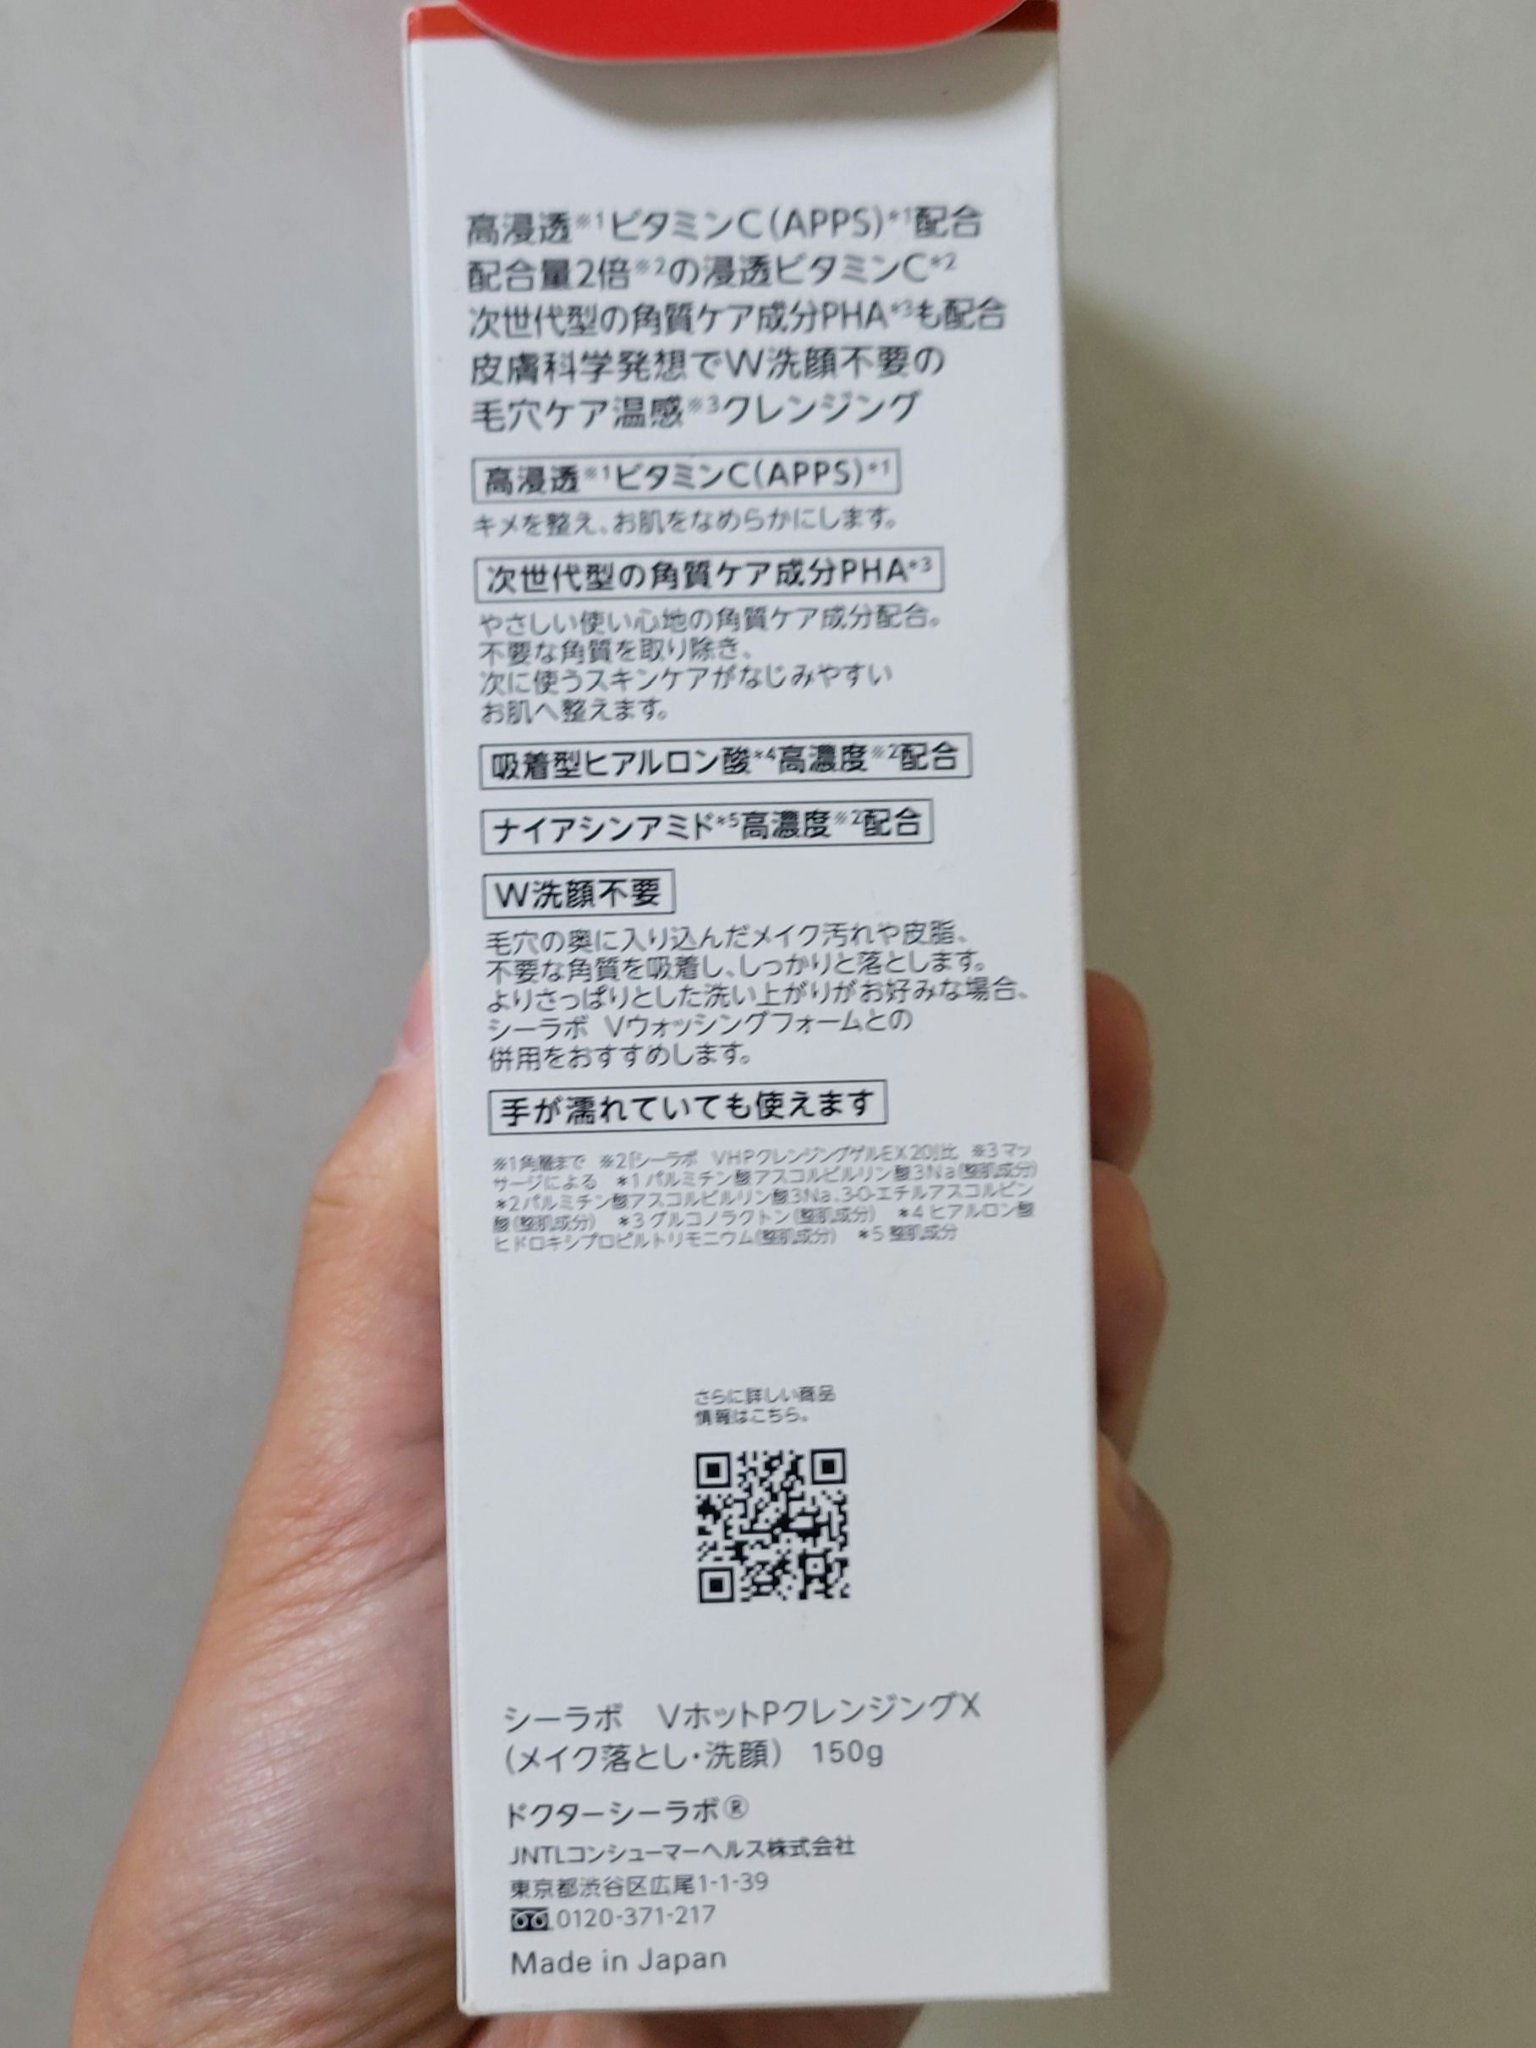 高浸透※1ビタミンC(APPS)*1配合
配合量2倍※2の浸透ビタミンC*2
次世代型の角質ケア成分PHA*3も配合
皮膚科学発想でW洗顔不要の
毛穴ケア温感※3クレンジング
高浸透※1ビタミンC(APPS)*1
キメを整え、お肌をなめらかにします。
次世代型の角質ケア成分PHA*3
やさしい使い心地の角質ケア成分配合。
不要な角質を取り除き、
次に使うスキンケアがなじみやすい
お肌へ整えます。
吸着型ヒアルロン酸*4高濃度※2配合
ナイアシンアミド*5高濃度※2配合
W洗顔不要
毛穴の奥に入り込んだメイク汚れや皮脂、
不要な角質を吸着し、しっかりと落とします。
よりさっぱりとした洗い上がりがお好みな場合、
シーラボ Vウォッシングフォームとの
併用をおすすめします。
手が濡れていても使えます
※1角層まで ※2「シーラボ VHPクレンジングゲルEX20」比 ※3マッ
サージによる *1パルミチン酸アスコルビルリン酸3Na(整肌成分)
*2パルミチン酸アスコルビルリン酸3Na、3-O-エチルアスコルビン
酸(整肌成分) *3グルコノラクトン(整肌成分) *4ヒアルロン酸
ヒドロキシプロピルトリモニウム(整肌成分) *5整肌成分
さらに詳しい商品
情報はこちら。
シーラボ VホットPクレンジングX
(メイク落とし・洗顔) 150g
ドクターシーラボ®
JNTLコンシューマーヘルス株式会社
東京都渋谷区広尾1-1-39
0120-371-217
Made in Japan